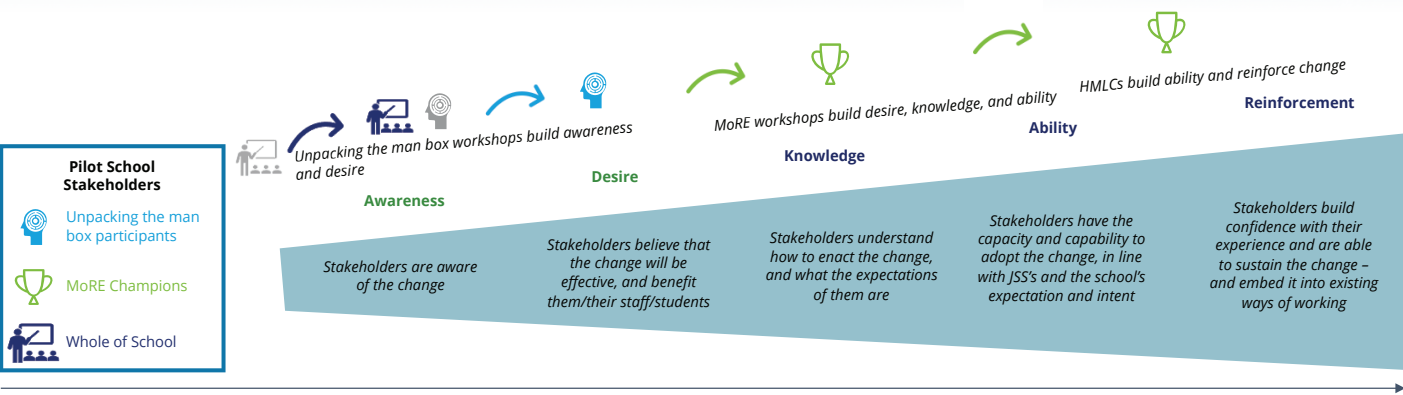 Pilot School
Stakeholders
Unpacking the man
box participants
MoRE Champions
Whole of School
Unpacking the man box workshops build awareness
and desire
Awareness
Desire
MoRE workshops build desire, knowledge, and ability
Knowledge
Ability
HMLCs build ability and reinforce change
Reinforcement
Stakeholders are aware
of the change
Stakeholders believe that
the change will be
effective, and benefit
them/their staff/students
Stakeholders understand
how to enact the change,
and what the expectations
of them are
Stakeholders have the
capacity and capability to
adopt the change, in line
with JSS’s and the school’s
expectation and intent
Stakeholders build
confidence with their
experience and are able
to sustain the change –
and embed it into existing
ways of working